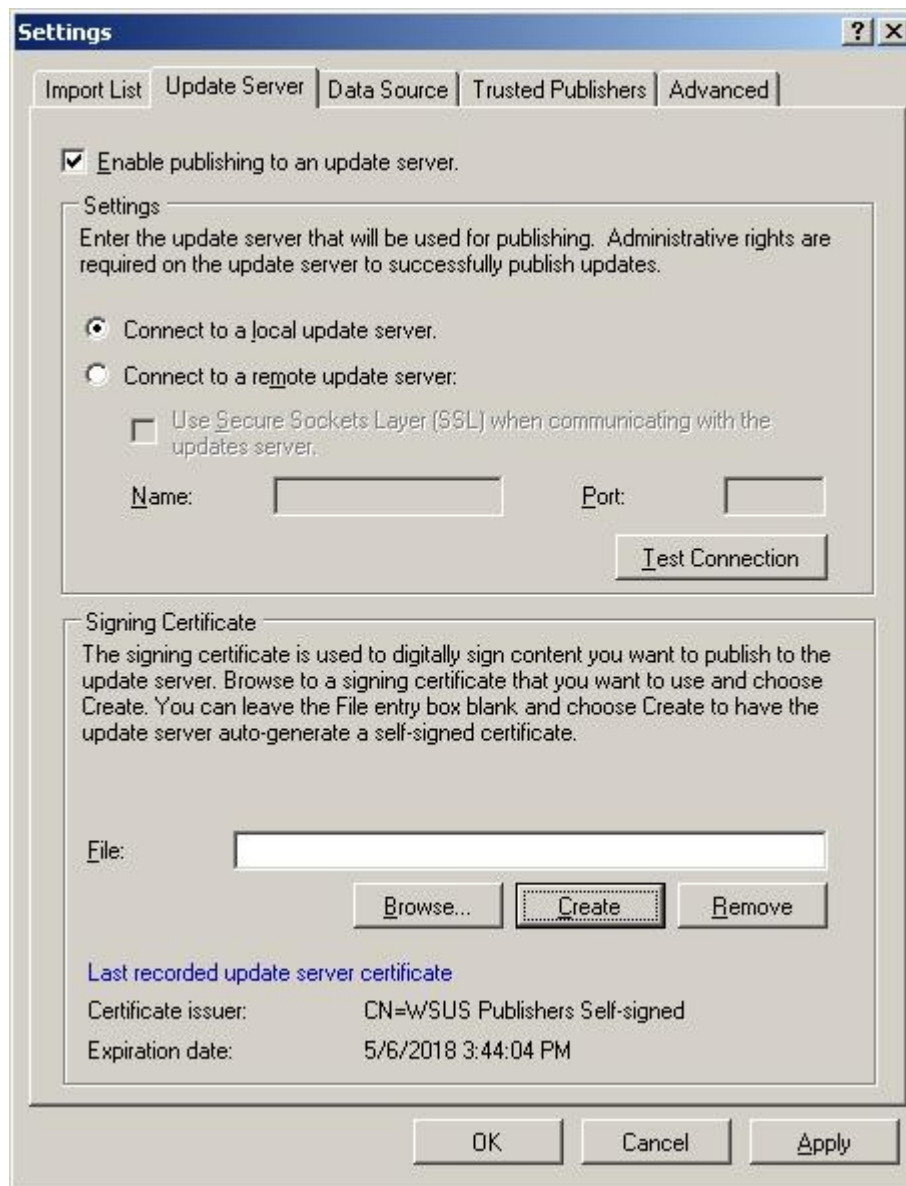 Settings
Import List Update Server Data Source Trusted Publishers Advanced
Enable publishing to an update server.
Settings
Enter the update server that will be used for publishing. Administrative rights are
required on the update server to successfully publish updates.
Connect to a local update server.
Connect to a remote update server:
Use Secure Sockets Layer (SSL) when communicating with the
updates server.
Name: Port:
Test Connection
Signing Certificate
The signing certificate is used to digitally sign content you want to publish to the
update server. Browse to a signing certificate that you want to use and choose
Create. You can leave the File entry box blank and choose Create to have the
update server auto-generate a self-signed certificate.
File:
Browse... Create Remove
Last recorded update server certificate
Certificate issuer: CN=WSUS Publishers Self-signed
Expiration date: 5/6/2018 3:44:04 PM
OK Cancel Apply